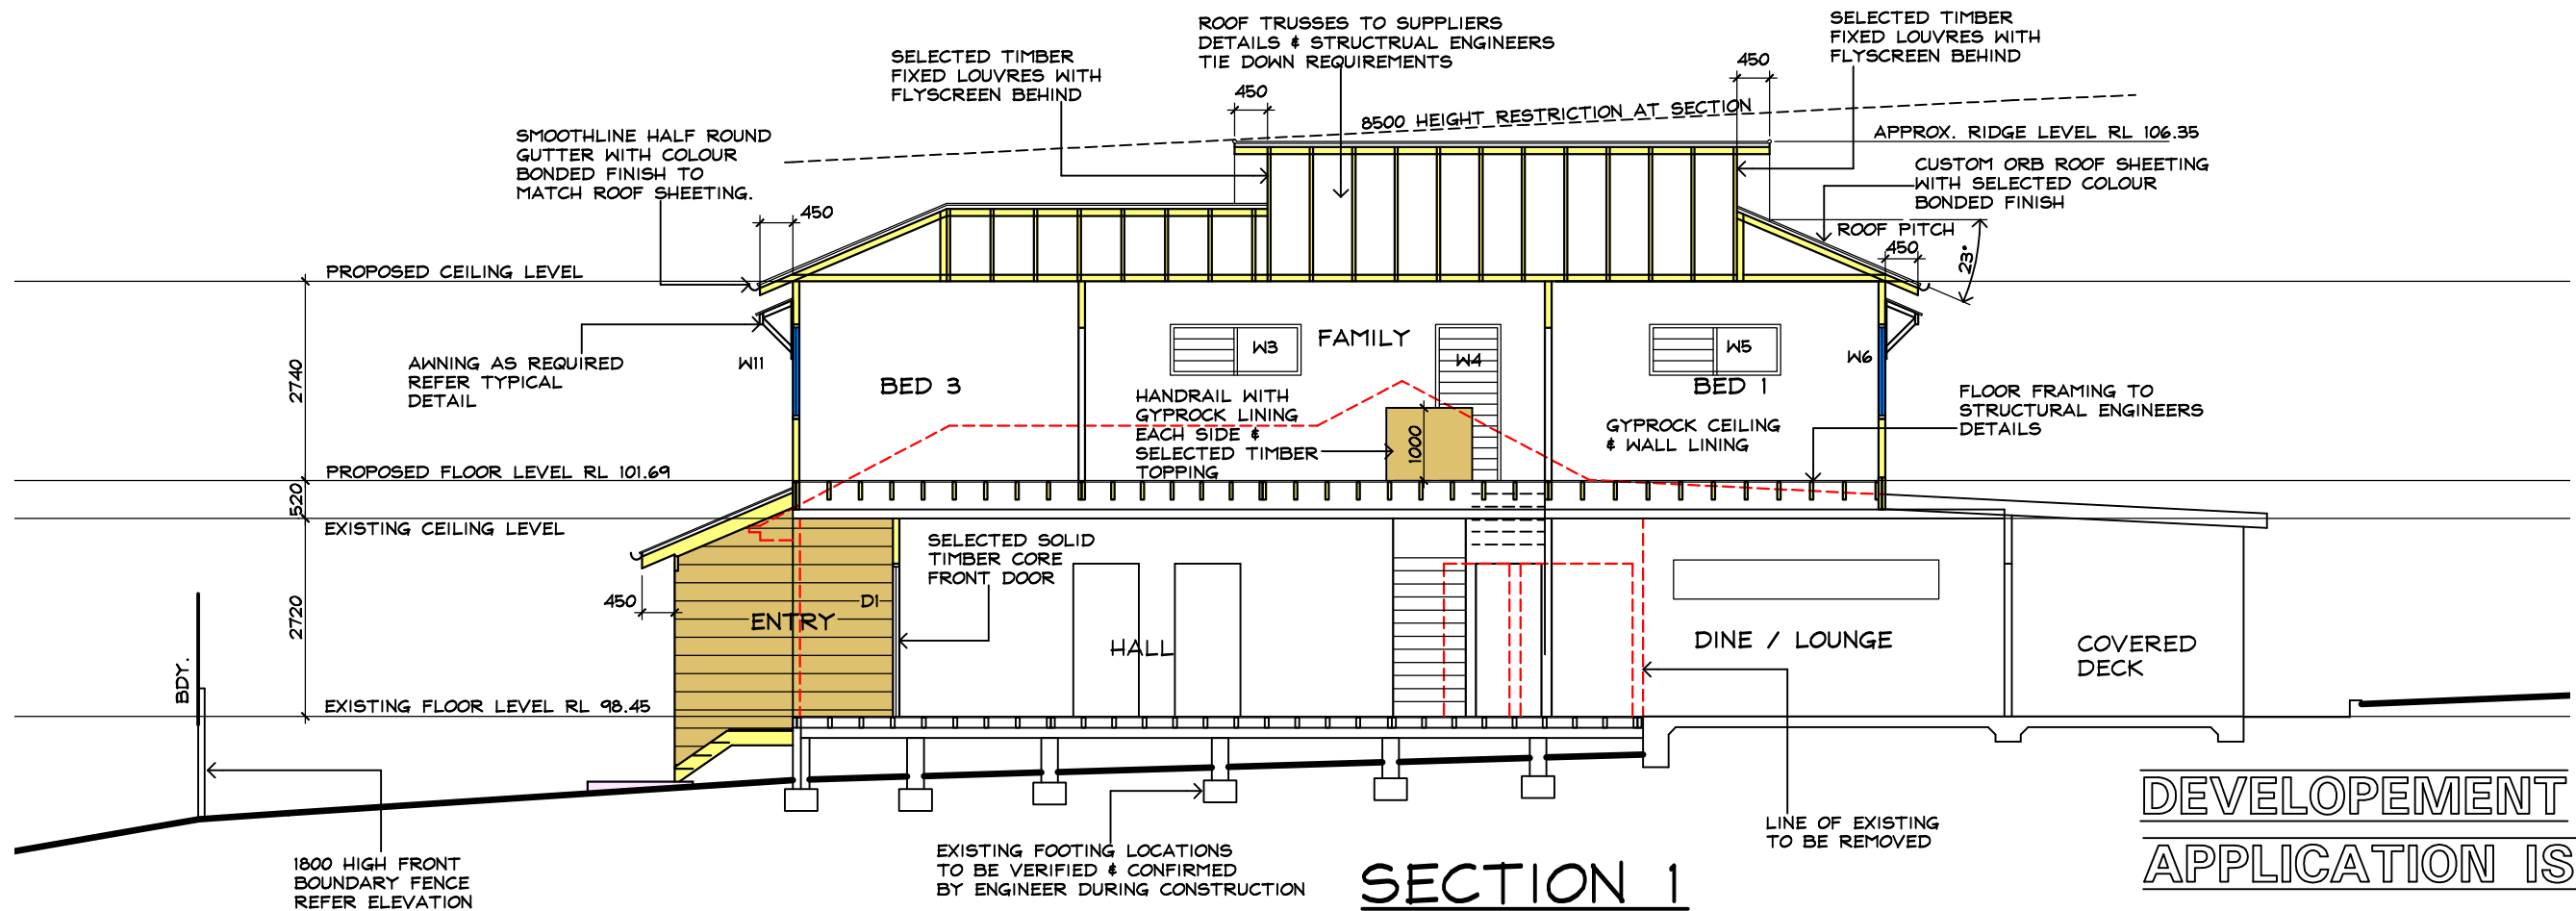 ROOF TRUSSES TO SUPPLIERS
DETAILS & STRUCTRUAL ENGINEERS
TIE DOWN REQUIREMENTS
SELECTED TIMBER
FIXED LOUVRES WITH
FLYSCREEN BEHIND
SELECTED TIMBER
FIXED LOUVRES WITH
FLYSCREEN BEHIND
450
450
8500 HEIGHT RESTRICTION AT SECTION
APPROX. RIDGE LEVEL RL 106.35
SMOOTHLINE HALF ROUND
GUTTER WITH COLOUR
BONDED FINISH TO
MATCH ROOF SHEETING.
CUSTOM ORB ROOF SHEETING
WITH SELECTED COLOUR
BONDED FINISH
450
ROOF PITCH
450
23°
PROPOSED CEILING LEVEL
AWNING AS REQUIRED
REFER TYPICAL
DETAIL
2740
W11
BED 3
W3
FAMILY
W4
W5
BED 1
W6
HANDRAIL WITH
GYPROCK LINING
EACH SIDE &
SELECTED TIMBER
TOPPING
1000
GYPROCK CEILING
& WALL LINING
FLOOR FRAMING TO
STRUCTURAL ENGINEERS
DETAILS
PROPOSED FLOOR LEVEL RL 101.69
520
EXISTING CEILING LEVEL
SELECTED SOLID
TIMBER CORE
FRONT DOOR
2720
450
D1
ENTRY
HALL
DINE / LOUNGE
COVERED
DECK
BDY.
EXISTING FLOOR LEVEL RL 98.45
1800 HIGH FRONT
BOUNDARY FENCE
REFER ELEVATION
EXISTING FOOTING LOCATIONS
TO BE VERIFIED & CONFIRMED
BY ENGINEER DURING CONSTRUCTION
LINE OF EXISTING
TO BE REMOVED
SECTION 1
DEVELOPEMENT
APPLICATION IS